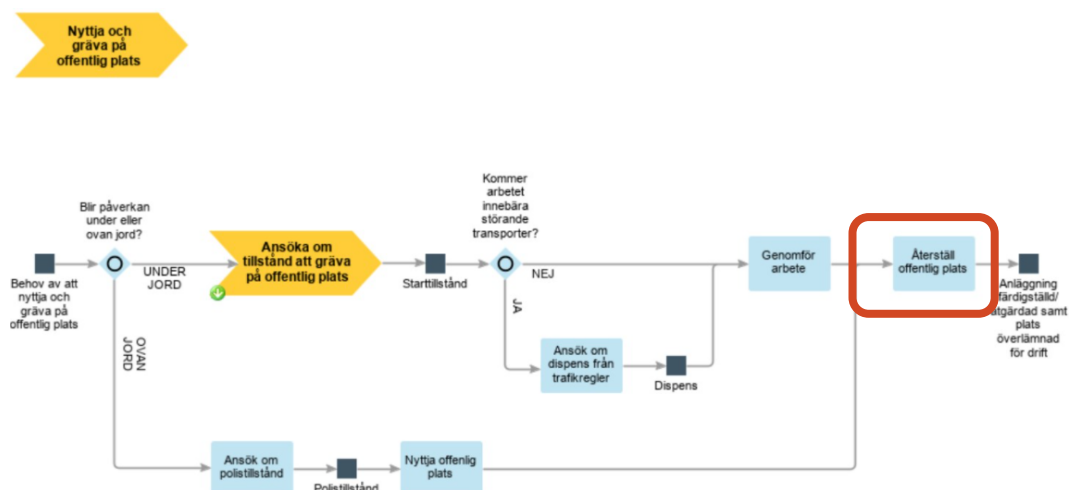 Nyttja och
gräva på
offentlig plats
Kommer
arbetet
innebära
störande
transporter?
Blir påverkan
under eller
ovan jord?
UNDER
JORD
Ansöka om
tillstånd att gräva
på offentlig plats
Starttillstånd
NEJ
JA
Genomför
arbete
Återställ
offentlig plats
Behov av att
nyttja och
gräva på
offentlig plats
Anläggning
färdigställd/
åtgärdad samt
plats
överlämnad
för drift
OVAN
JORD
Ansök om
dispens från
trafikregler
Dispens
Ansök om
polistillstånd
Polistillstånd
Nyttja offenlig
plats